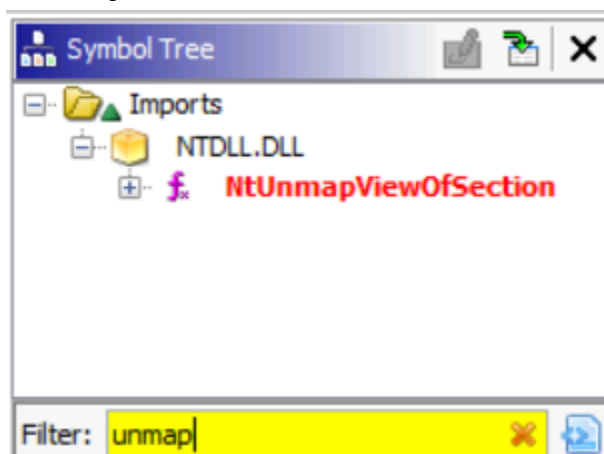 Symbol Tree
Imports
NTDLL.DLL
NtUnmapViewOfSection
Filter: unmap